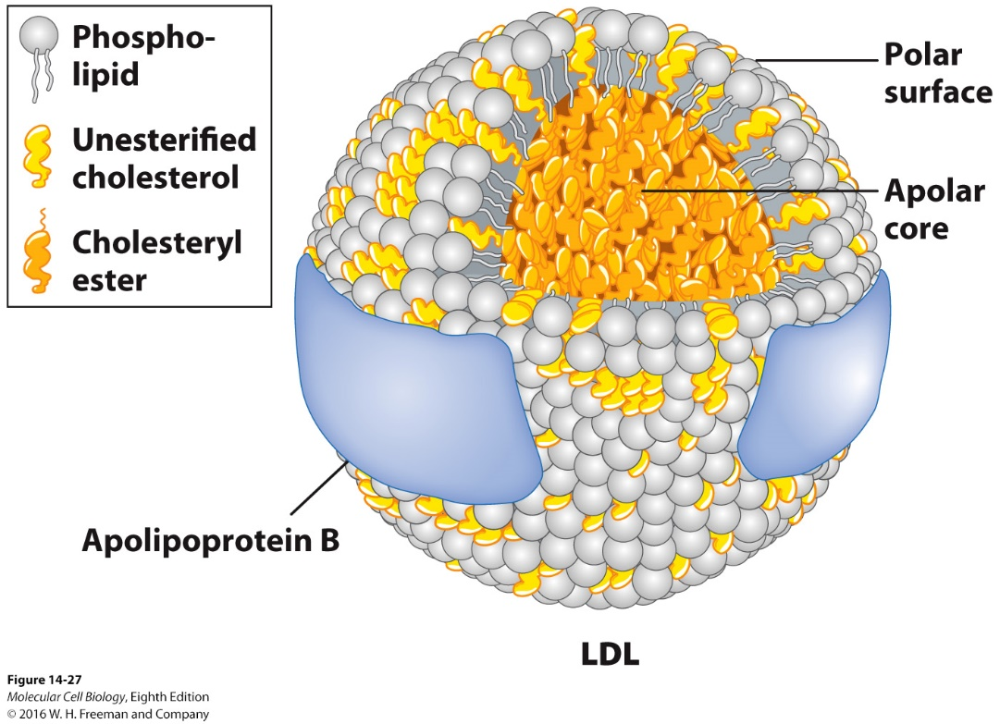 Phospho-
lipid
Unesterified
cholesterol
Cholesteryl
ester
Polar
surface
Apolar
core
Apolipoprotein B
LDL
Figure 14-27
Molecular Cell Biology, Eighth Edition
© 2016 W. H. Freeman and Company